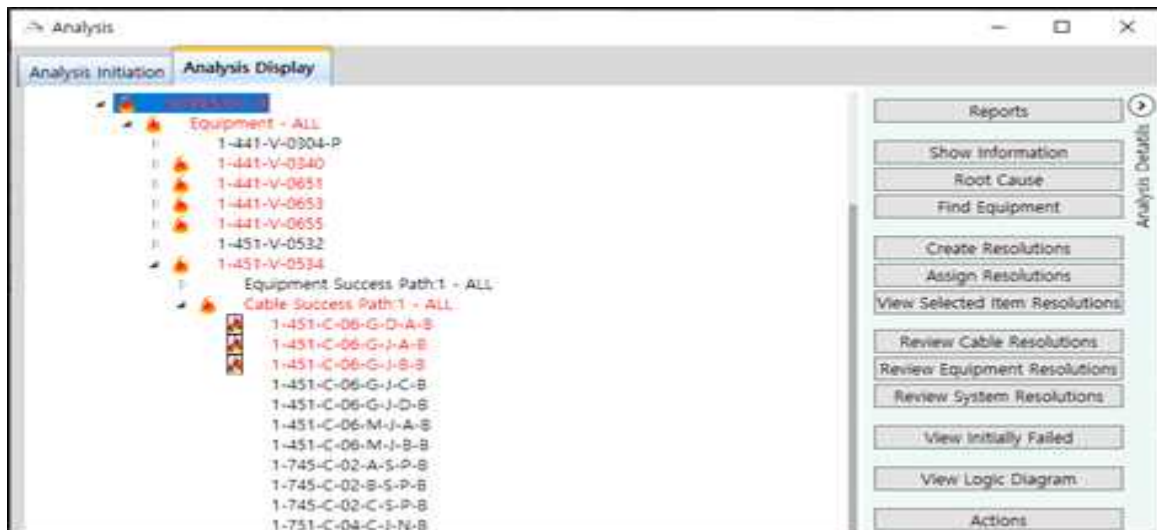 Analysis
Analysis Initiation
Analysis Display
Equipment - ALL
1-441-V-0304-P
1-441-V-0340
1-441-V-0651
1-441-V-0653
1-441-V-0655
1-451-V-0532
1-451-V-0534
Equipment Success Path:1 - ALL
Cable Success Path:1 - ALL
1-451-C-06-G-D-A-B
1-451-C-06-G-J-A-B
1-451-C-06-G-J-B-B
1-451-C-06-G-J-C-B
1-451-C-06-G-J-D-B
1-451-C-06-M-J-A-B
1-451-C-06-M-J-B-B
1-745-C-02-A-S-P-B
1-745-C-02-B-S-P-B
1-745-C-02-C-S-P-B
1-751-C-04-C-J-N-B
Reports
Show Information
Root Cause
Find Equipment
Create Resolutions
Assign Resolutions
View Selected Item Resolutions
Review Cable Resolutions
Review Equipment Resolutions
Review System Resolutions
View Initially Failed
View Logic Diagram
Actions
Analysis Details